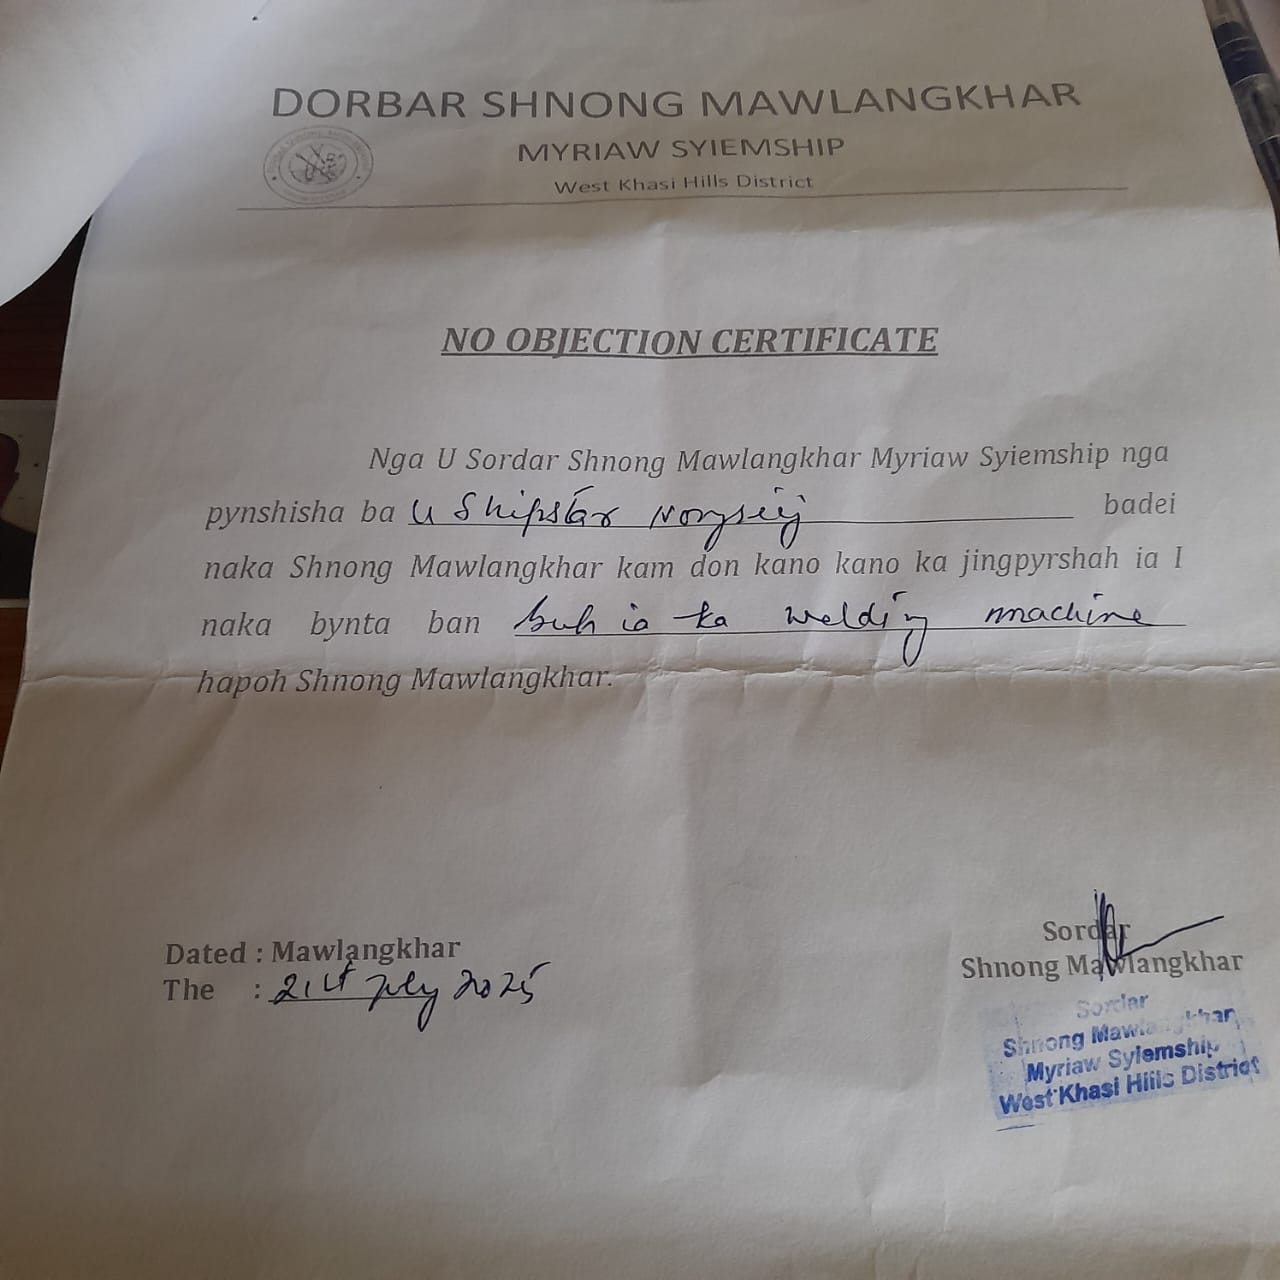 DORBAR SHNONG MAWLANGKHAR
MYRIAW SYIEMSHIP
West Khasi Hills District
NO OBJECTION CERTIFICATE
Nga U Sordar Shnong Mawlangkhar Myriaw Syiemship nga
pynshisha ba U Shipstar Nongsiej badei
naka Shnong Mawlangkhar kam don kano kano ka jingpyrshah ia I
naka bynta ban buh ia ka welding machine
hapoh Shnong Mawlangkhar.
Dated : Mawlangkhar
The : 21st July 2025
Sordar
Shnong Mawlangkhar
Sordar
Shnong Mawlangkhar
Myriaw Syiemship
West Khasi Hills District